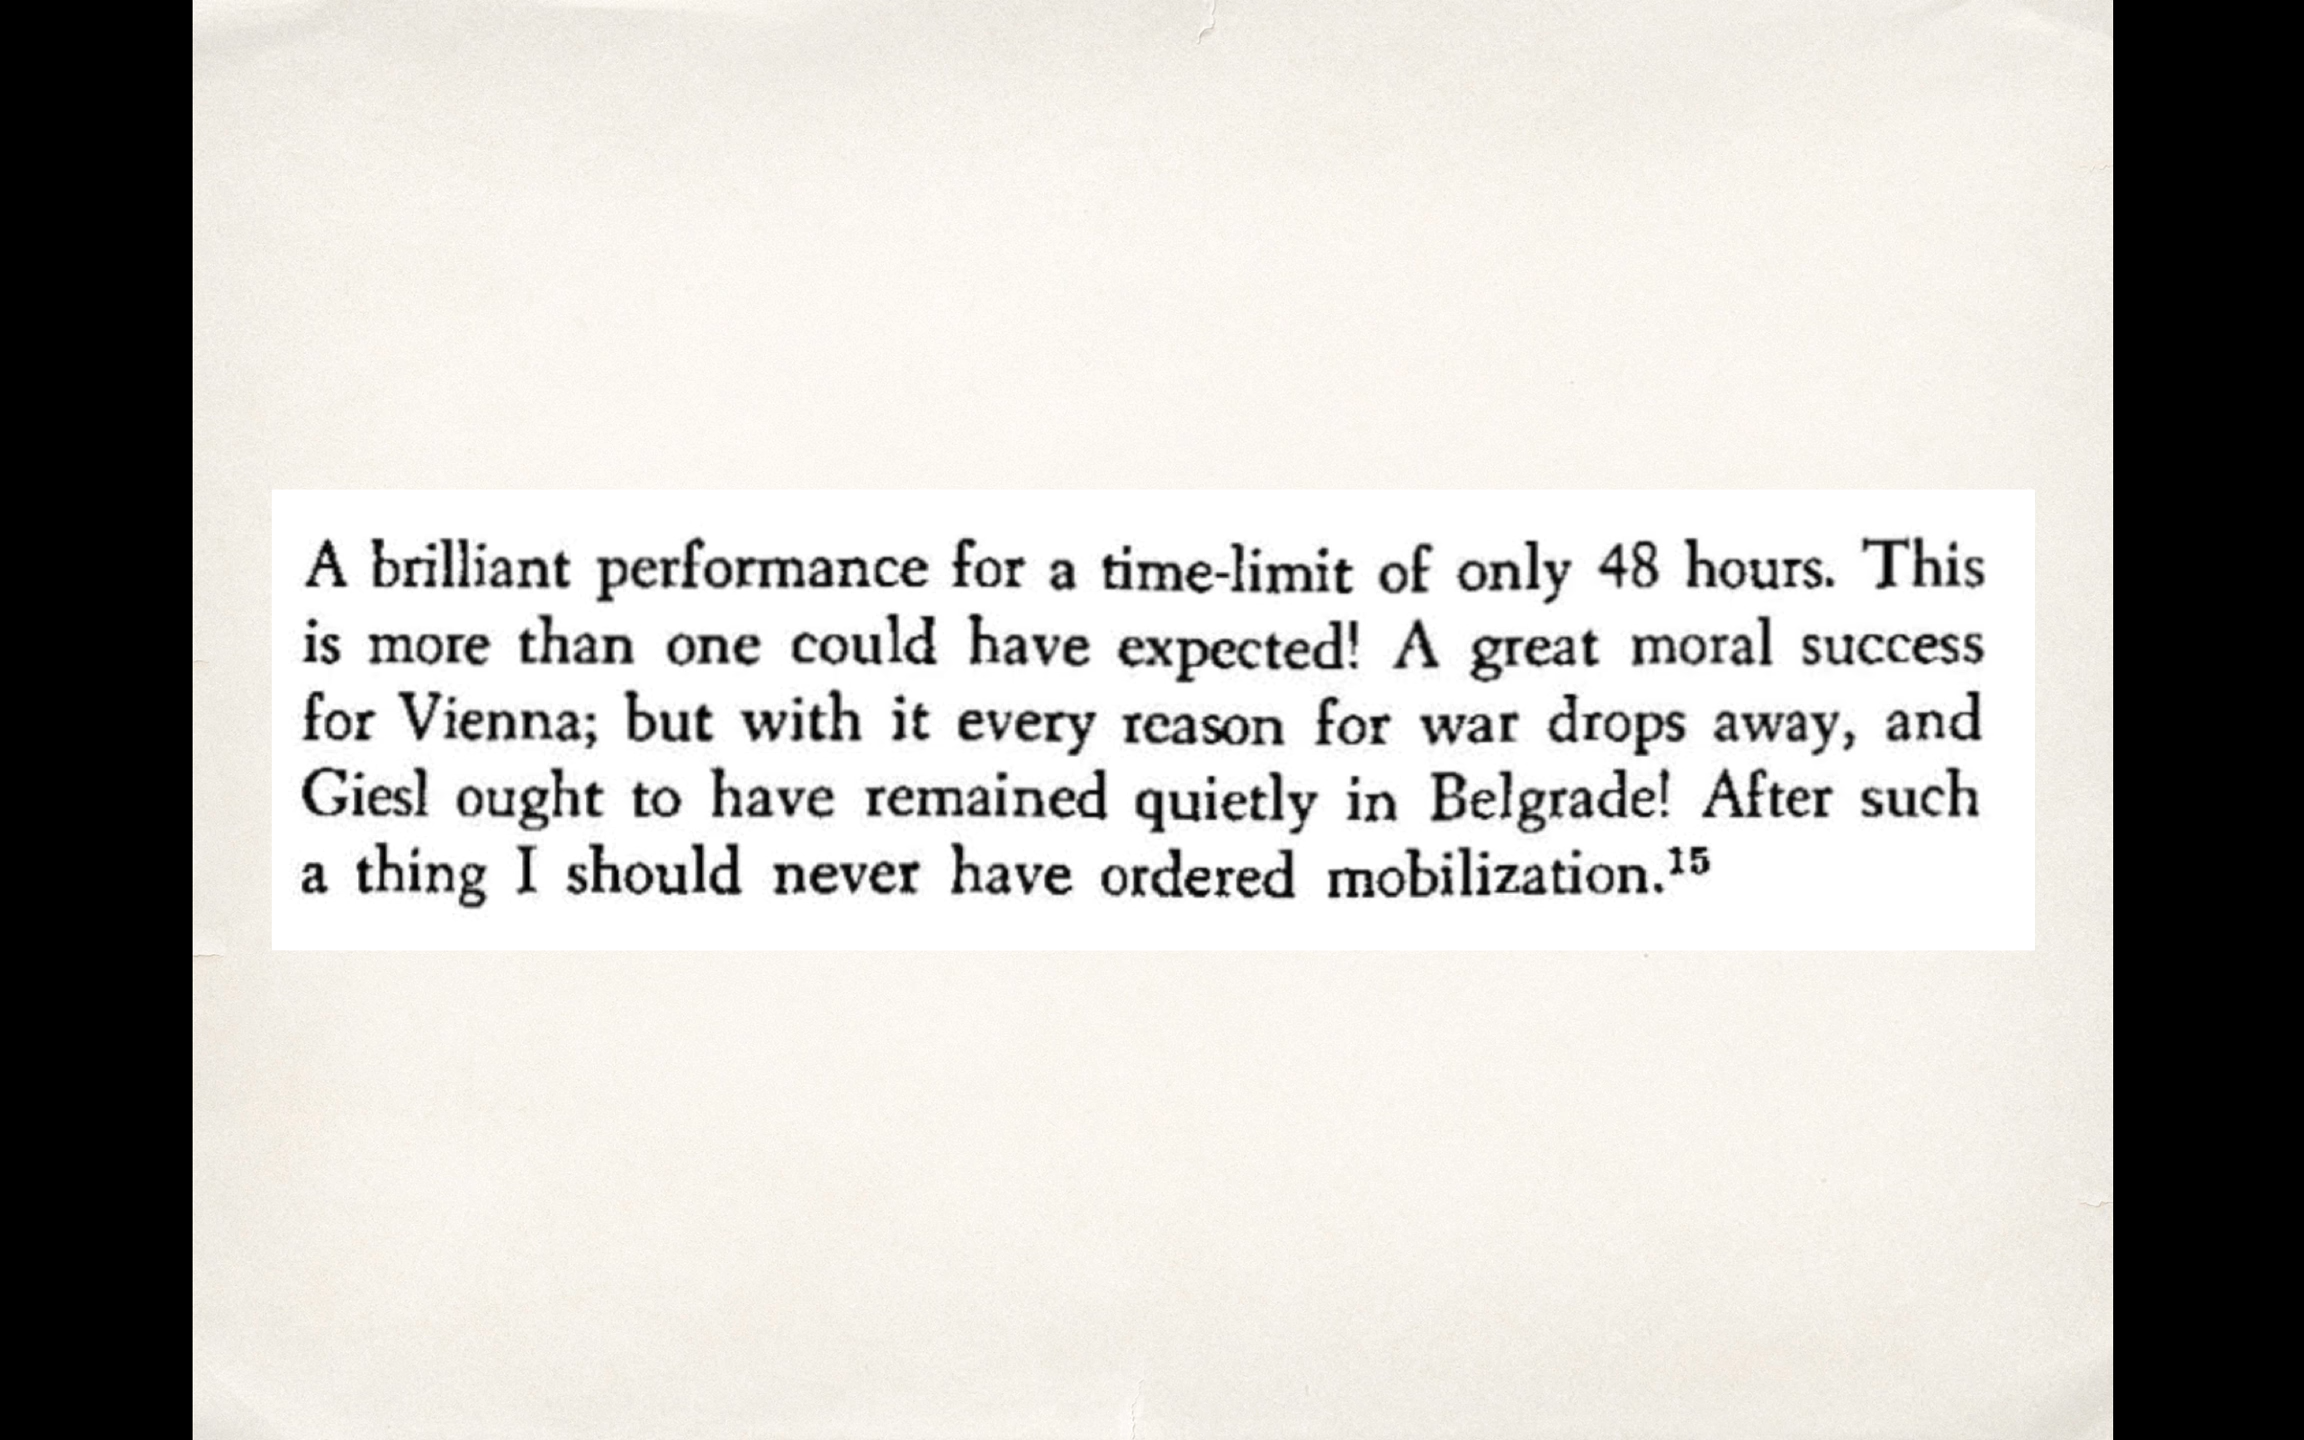 A brilliant performance for a time-limit of only 48 hours. This
is more than one could have expected! A great moral success
for Vienna; but with it every reason for war drops away, and
Giesl ought to have remained quietly in Belgrade! After such
a thing I should never have ordered mobilization.¹⁵